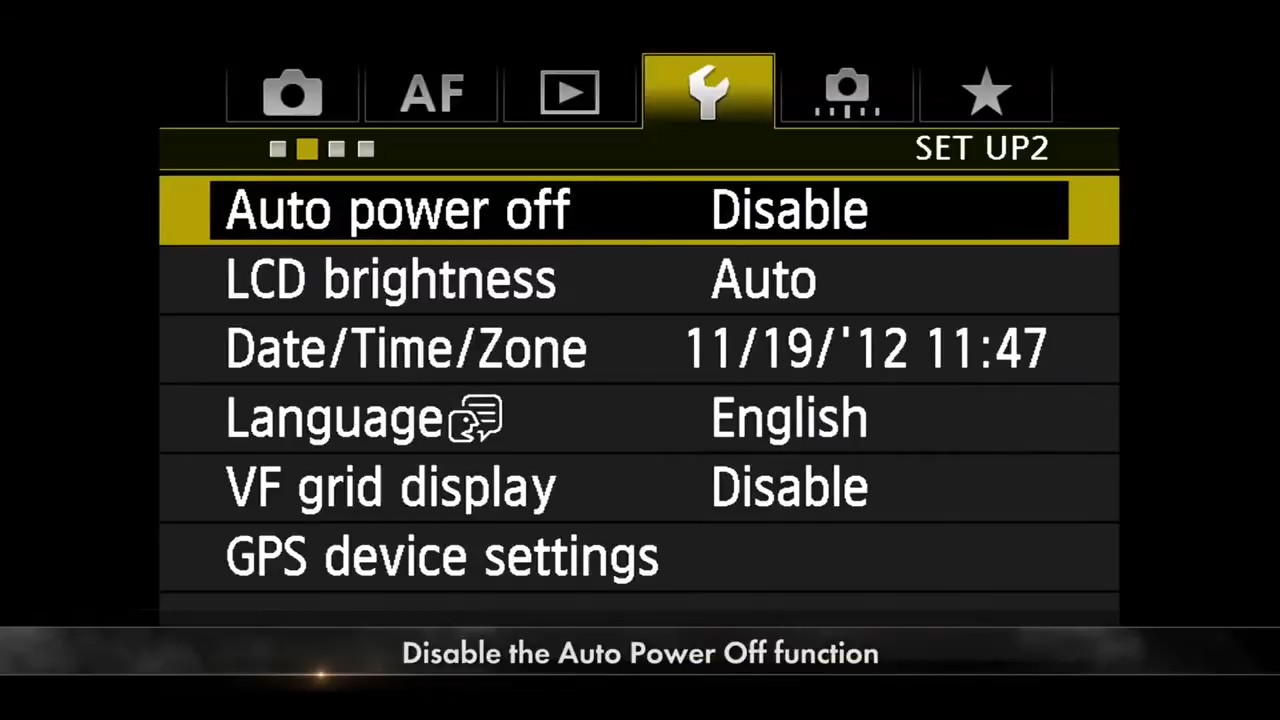 AF
SET UP2
Auto power off Disable
LCD brightness Auto
Date/Time/Zone 11/19/'12 11:47
Language English
VF grid display Disable
GPS device settings
Disable the Auto Power Off function